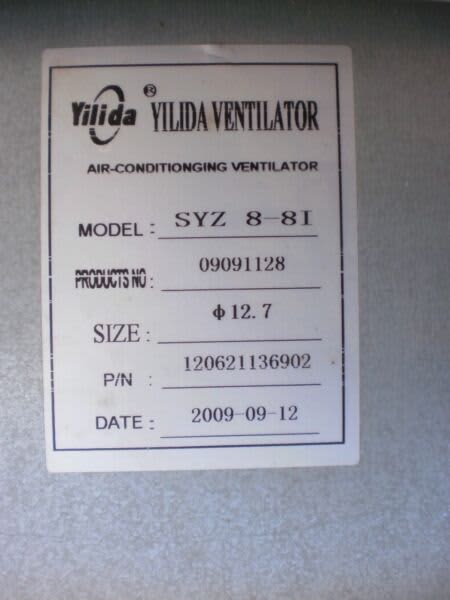 Yilida ® YILIDA VENTILATOR
AIR-CONDITIONGING VENTILATOR
MODEL : SYZ 8-8I
PRODUCTS NO : 09091128
SIZE : φ12.7
P/N : 120621136902
DATE : 2009-09-12